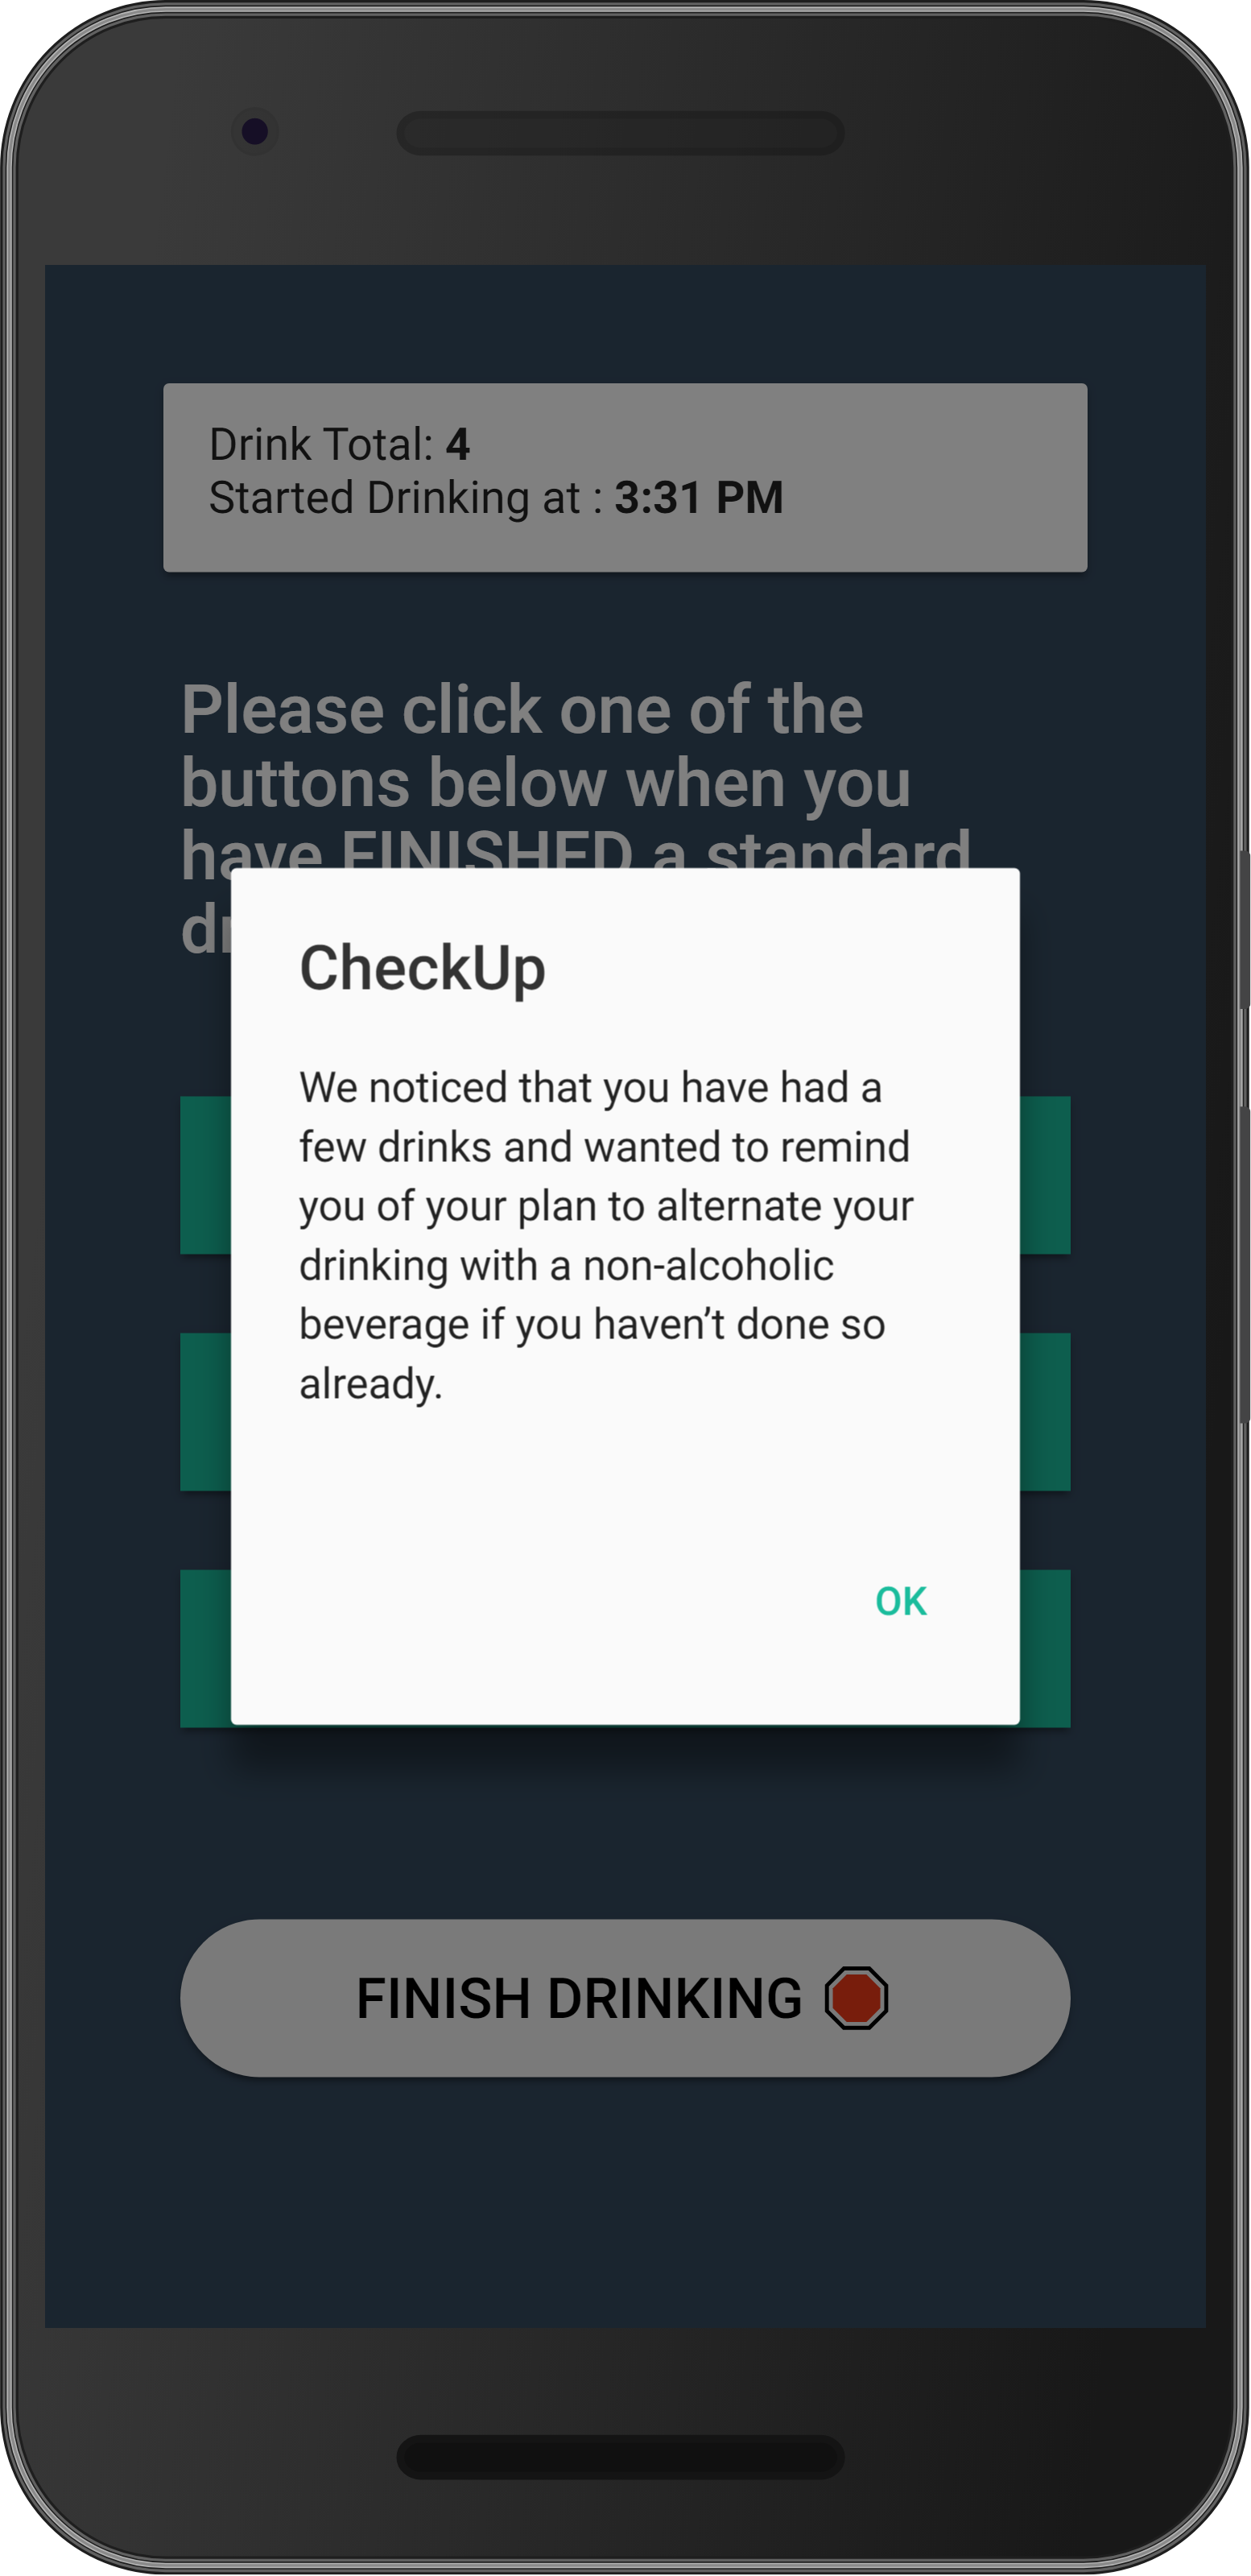 Drink Total: 4
Started Drinking at : 3:31 PM
Please click one of the
buttons below when you
have FINISHED a standard
CheckUp
We noticed that you have had a
few drinks and wanted to remind
you of your plan to alternate your
drinking with a non-alcoholic
beverage if you haven’t done so
already.
OK
FINISH DRINKING